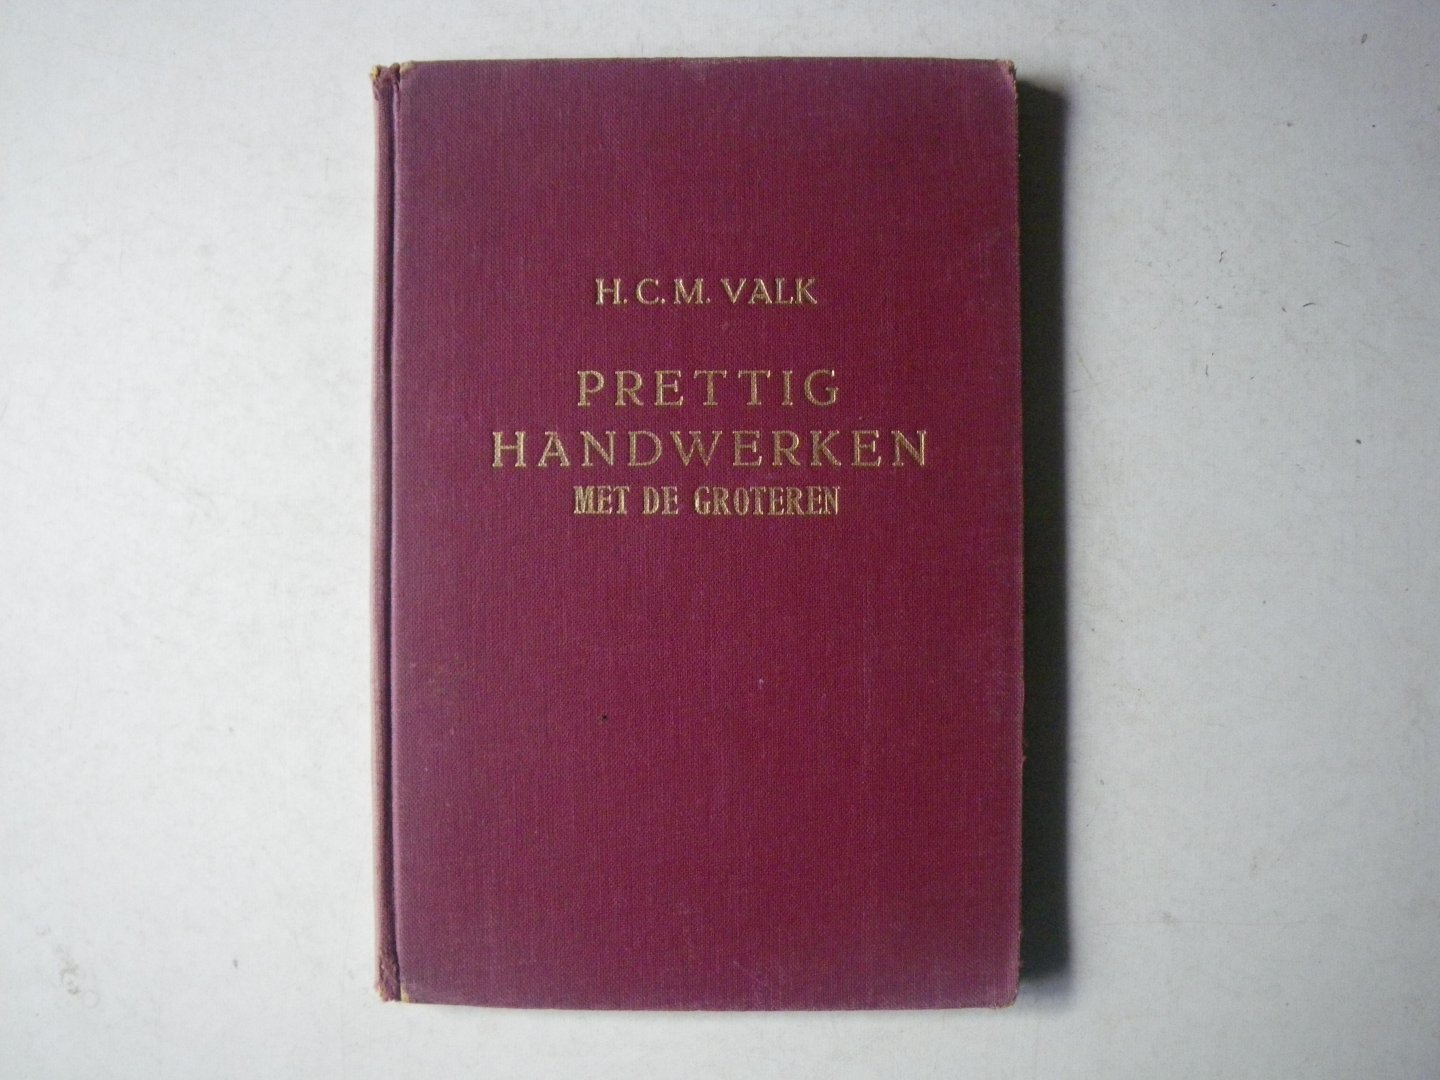 H. C. M. VALK
PRETTIG
HANDWERKEN
MET DE GROTEREN